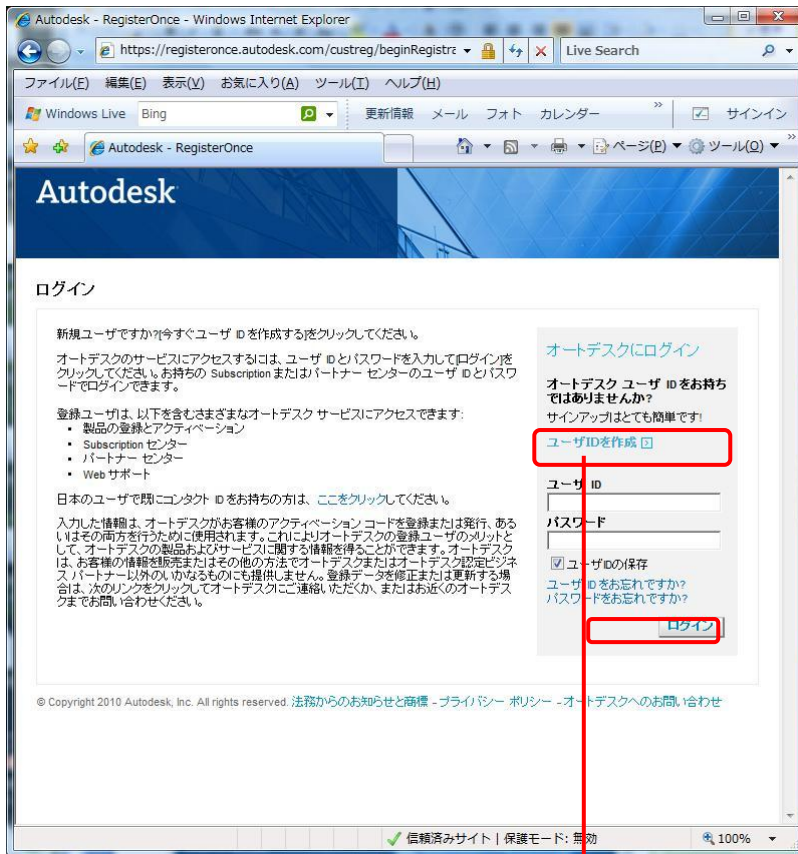 Autodesk - RegisterOnce - Windows Internet Explorer
https://registeronce.autodesk.com/custreg/beginRegistra
Live Search
ファイル(F) 編集(E) 表示(V) お気に入り(A) ツール(T) ヘルプ(H)
Windows Live Bing 更新情報 メール フォト カレンダー » サインイン
Autodesk - RegisterOnce ページ(P) ツール(O) »
Autodesk
ログイン
新規ユーザですか?[今すぐユーザ ID を作成する]をクリックしてください。
オートデスクのサービスにアクセスするには、ユーザ ID とパスワードを入力して[ログイン]を
クリックしてください。お持ちの Subscription またはパートナー センターのユーザ ID とパスワ
ードでログインできます。
登録ユーザは、以下を含むさまざまなオートデスク サービスにアクセスできます:
• 製品の登録とアクティベーション
• Subscription センター
• パートナー センター
• Web サポート
日本のユーザで既にコンタクト ID をお持ちの方は、ここをクリックしてください。
入力した情報は、オートデスクがお客様のアクティベーション コードを登録または発行、ある
いはその両方を行うために使用されます。これによりオートデスクの登録ユーザのメリットと
して、オートデスクの製品およびサービスに関する情報を得ることができます。オートデスク
は、お客様の情報を販売またはその他の方法でオートデスクまたはオートデスク認定ビジネ
ス パートナー以外のいかなるものにも提供しません。登録データを修正または更新する場
合は、次のリンクをクリックしてオートデスクにご連絡いただくか、またはお近くのオートデス
クまでお問い合わせください。
オートデスクにログイン
オートデスク ユーザ ID をお持ち
ではありませんか?
サインアップはとても簡単です!
ユーザIDを作成
ユーザ ID
パスワード
ユーザIDの保存
ユーザ ID をお忘れですか?
パスワードをお忘れですか?
ログイン
© Copyright 2010 Autodesk, Inc. All rights reserved. 法務からのお知らせと商標 - プライバシー ポリシー - オートデスクへのお問い合わせ
信頼済みサイト | 保護モード: 無効 100%